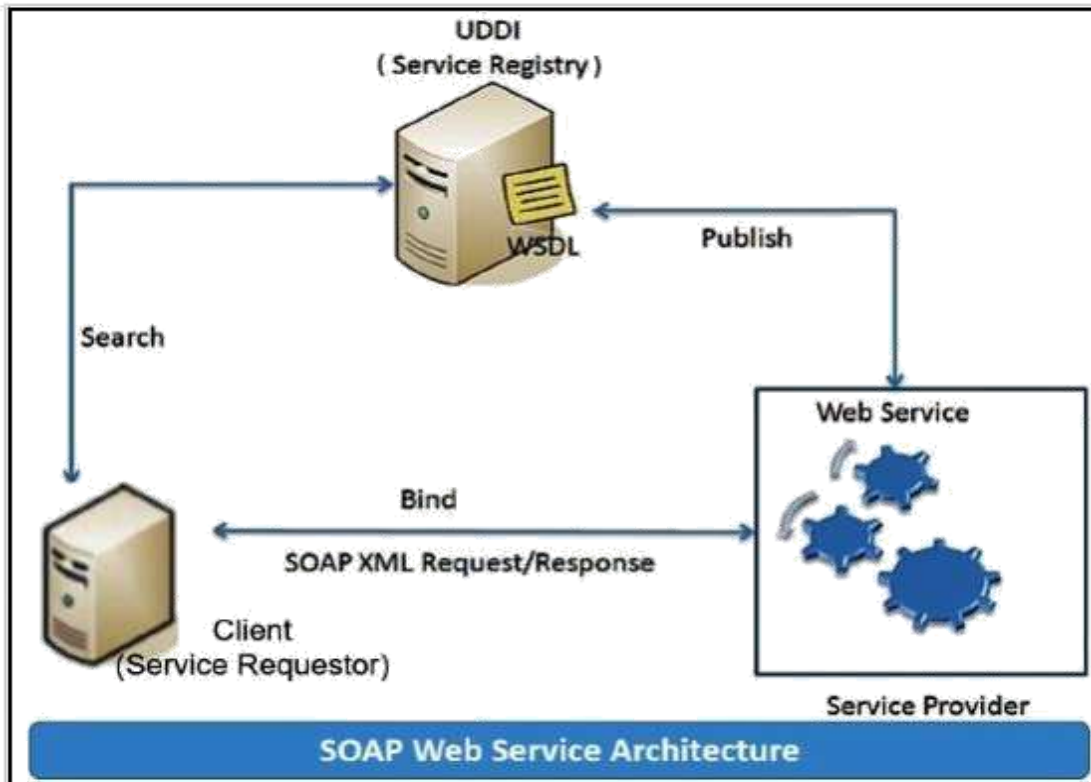 UDDI
( Service Registry )
WSDL
Publish
Search
Web Service
Bind
SOAP XML Request/Response
Client
(Service Requestor)
Service Provider
SOAP Web Service Architecture